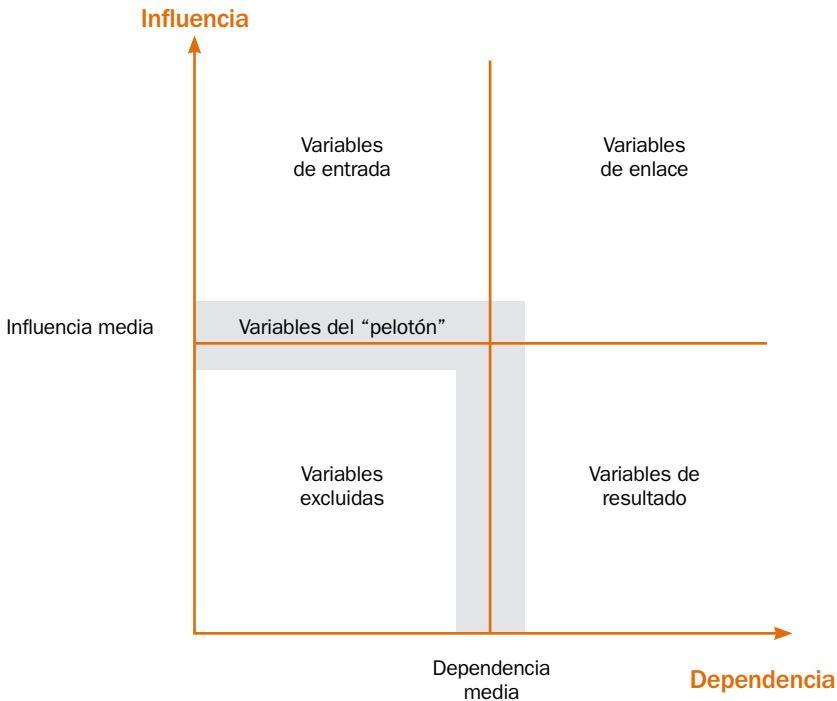 Influencia
Variables
de entrada
Variables
de enlace
Influencia media
Variables del “pelotón”
Variables
excluidas
Variables de
resultado
Dependencia
media
Dependencia